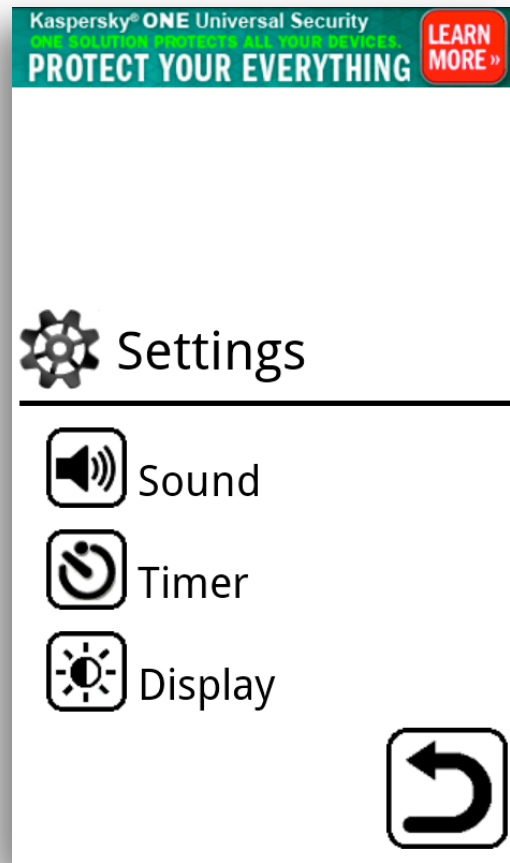 Kaspersky® ONE Universal Security
ONE SOLUTION PROTECTS ALL YOUR DEVICES.
PROTECT YOUR EVERYTHING
LEARN
MORE »
Settings
Sound
Timer
Display